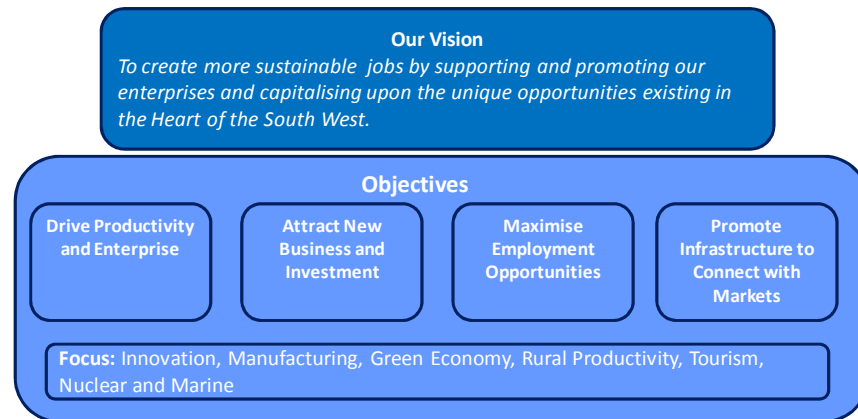 Our Vision
To create more sustainable jobs by supporting and promoting our
enterprises and capitalising upon the unique opportunities existing in
the Heart of the South West.
Objectives
Drive Productivity
and Enterprise
Attract New
Business and
Investment
Maximise
Employment
Opportunities
Promote
Infrastructure to
Connect with
Markets
Focus: Innovation, Manufacturing, Green Economy, Rural Productivity, Tourism,
Nuclear and Marine